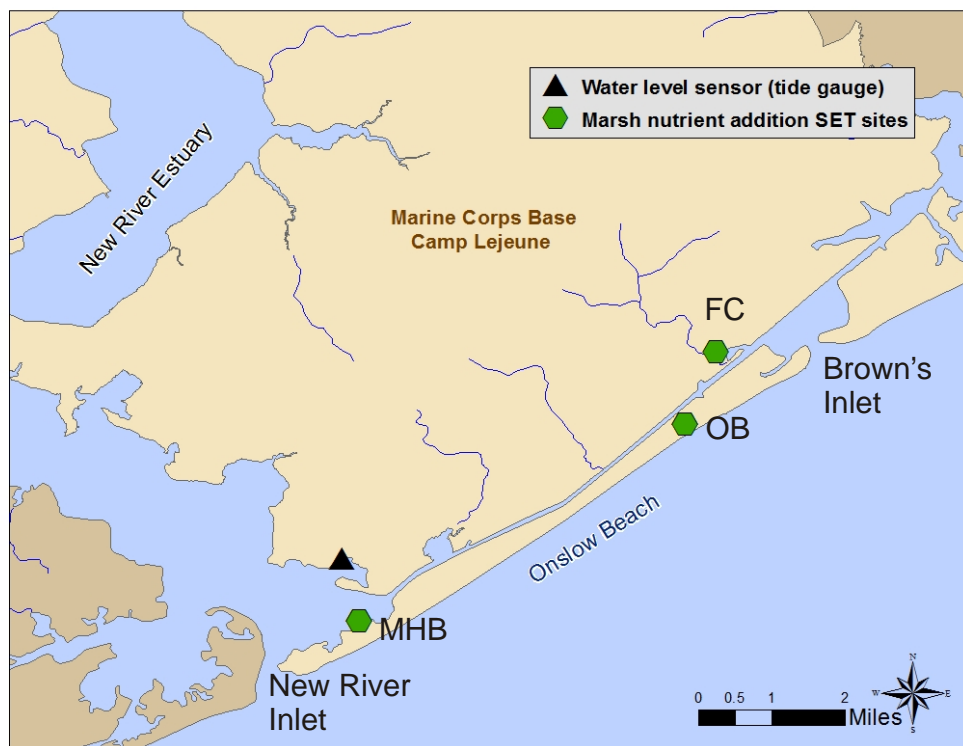 Water level sensor (tide gauge)
Marsh nutrient addition SET sites
New River Estuary
Marine Corps Base
Camp Lejeune
FC
Brown's
Inlet
OB
Onslow Beach
MHB
New River
Inlet
N
W
E
S
0 0.5 1 2
Miles